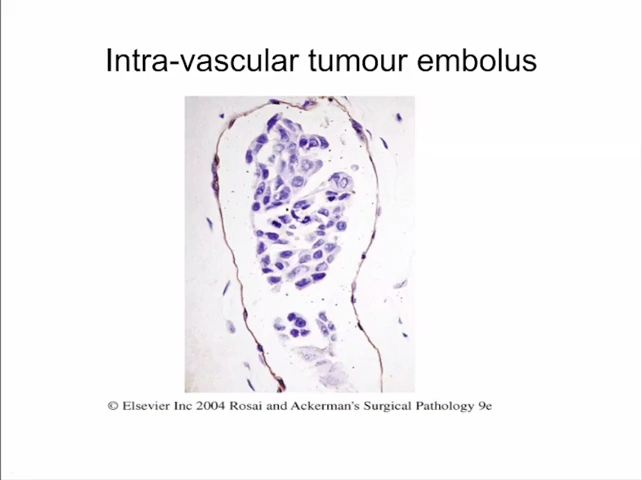 Intra-vascular tumour embolus
© Elsevier Inc 2004 Rosai and Ackerman's Surgical Pathology 9e